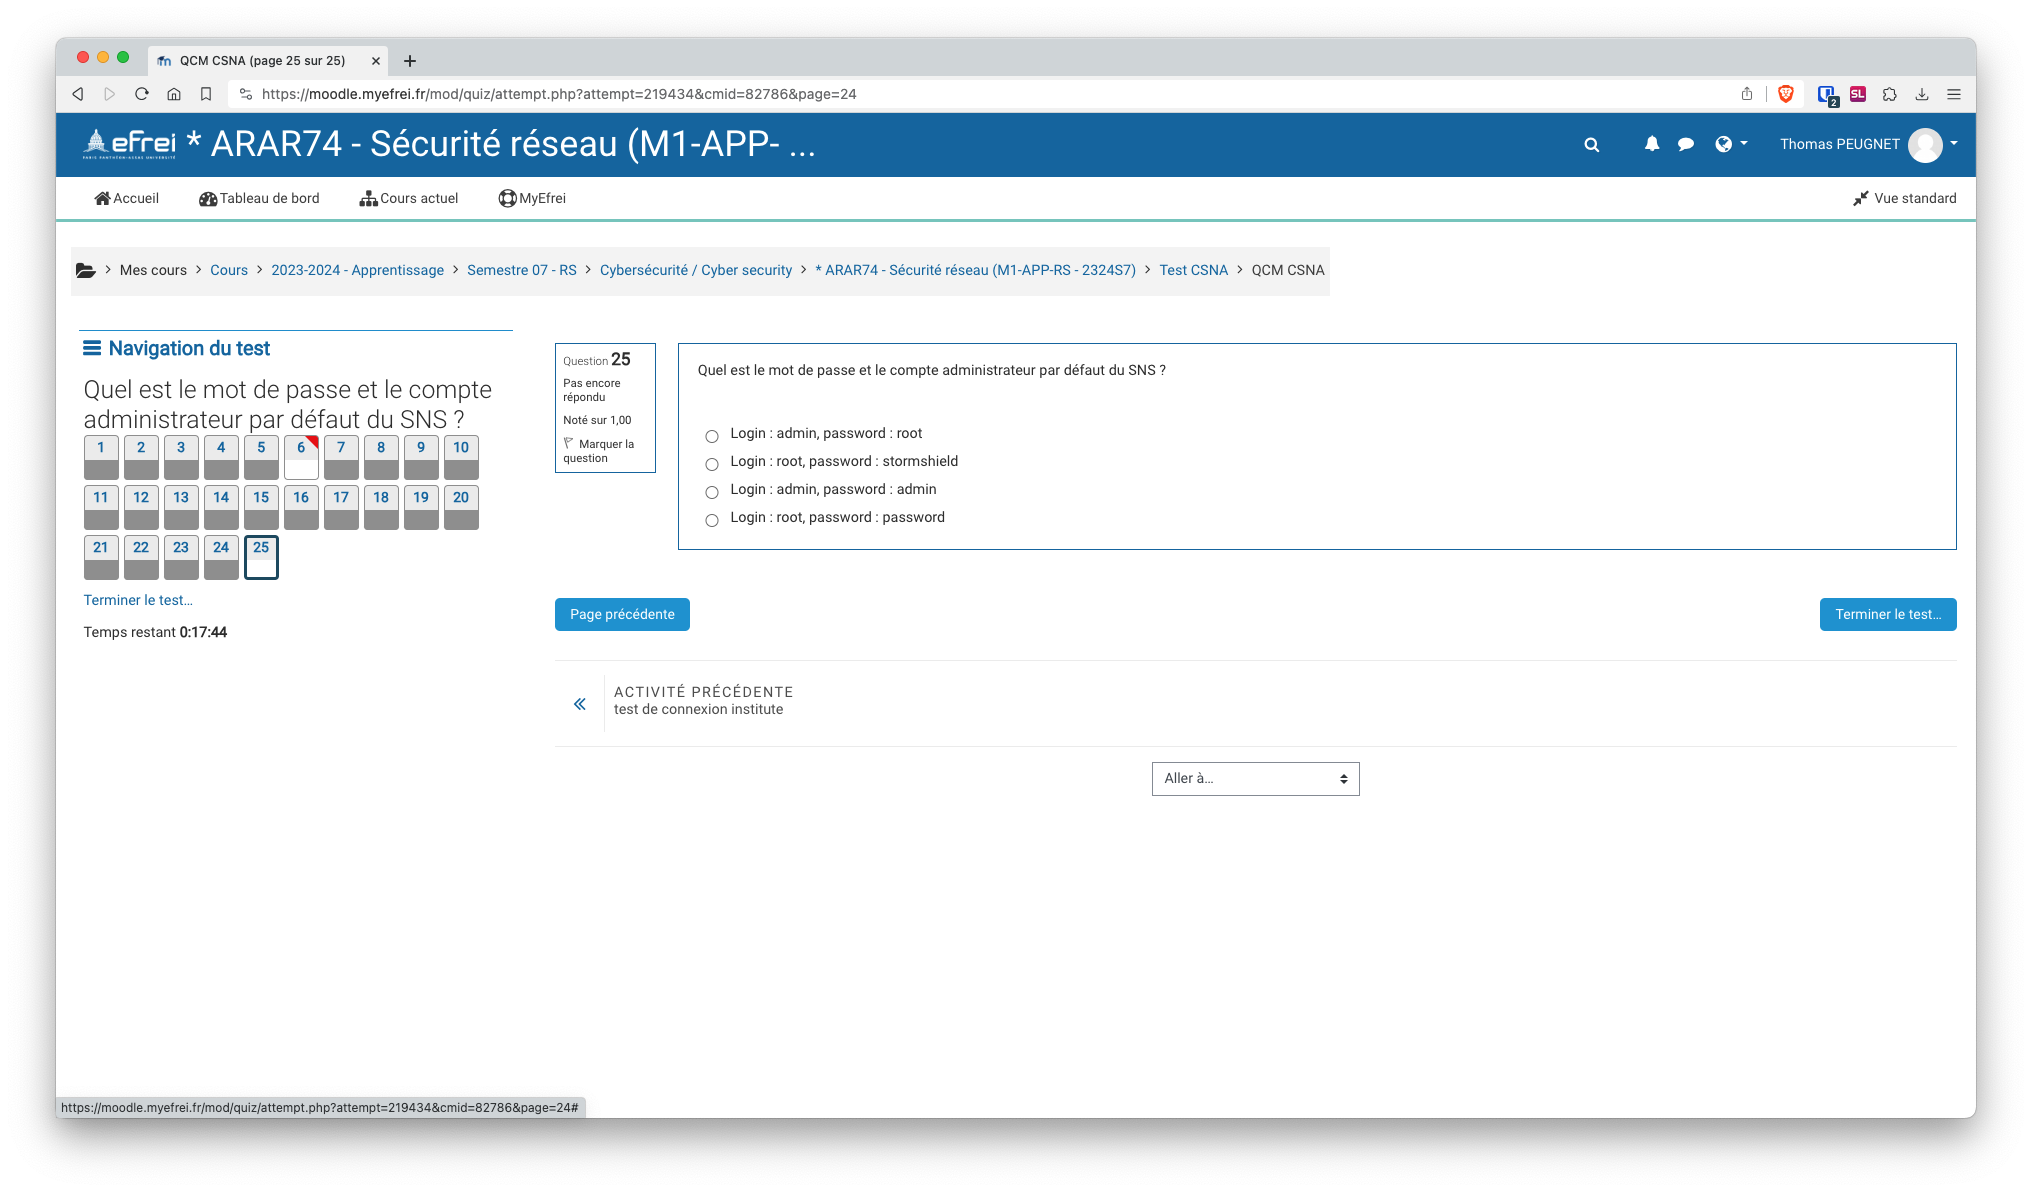 QCM CSNA (page 25 sur 25)
https://moodle.myefrei.fr/mod/quiz/attempt.php?attempt=219434&cmid=82786&page=24
2
SL
efrei
PARIS PANTHÉON-ASSAS UNIVERSITÉ
* ARAR74 - Sécurité réseau (M1-APP- ...
Thomas PEUGNET
Accueil
Tableau de bord
Cours actuel
MyEfrei
Vue standard
Mes cours > Cours > 2023-2024 - Apprentissage > Semestre 07 - RS > Cybersécurité / Cyber security > * ARAR74 - Sécurité réseau (M1-APP-RS - 2324S7) > Test CSNA > QCM CSNA
Navigation du test
Quel est le mot de passe et le compte
administrateur par défaut du SNS ?
1 2 3 4 5 6 7 8 9 10
11 12 13 14 15 16 17 18 19 20
21 22 23 24 25
Terminer le test...
Temps restant 0:17:44
Question 25
Pas encore
répondu
Noté sur 1,00
Marquer la
question
Quel est le mot de passe et le compte administrateur par défaut du SNS ?
Login : admin, password : root
Login : root, password : stormshield
Login : admin, password : admin
Login : root, password : password
Page précédente
Terminer le test...
ACTIVITÉ PRÉCÉDENTE
test de connexion institute
Aller à...
https://moodle.myefrei.fr/mod/quiz/attempt.php?attempt=219434&cmid=82786&page=24#